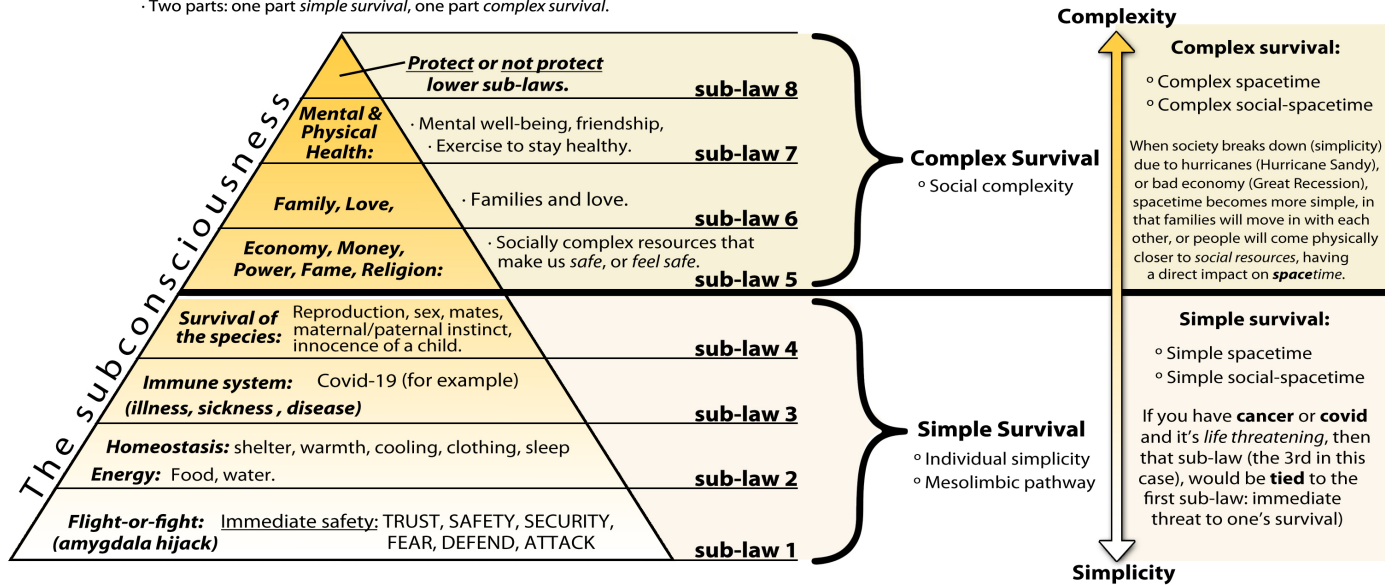 · Two parts: one part simple survival, one part complex survival.
The subconsciousness
Protect or not protect
lower sub-laws.
sub-law 8
Mental &
Physical
Health:
· Mental well-being, friendship,
· Exercise to stay healthy.
sub-law 7
Family, Love,
· Families and love.
sub-law 6
Economy, Money,
Power, Fame, Religion:
· Socially complex resources that
make us safe, or feel safe.
sub-law 5
Survival of
the species:
Reproduction, sex, mates,
maternal/paternal instinct,
innocence of a child.
sub-law 4
Immune system: Covid-19 (for example)
(illness, sickness , disease)
sub-law 3
Homeostasis: shelter, warmth, cooling, clothing, sleep
Energy: Food, water.
sub-law 2
Flight-or-fight: Immediate safety: TRUST, SAFETY, SECURITY,
(amygdala hijack) FEAR, DEFEND, ATTACK
sub-law 1
Complex Survival
º Social complexity
Simple Survival
º Individual simplicity
º Mesolimbic pathway
Complexity
Complex survival:
º Complex spacetime
º Complex social-spacetime
When society breaks down (simplicity)
due to hurricanes (Hurricane Sandy),
or bad economy (Great Recession),
spacetime becomes more simple, in
that families will move in with each
other, or people will come physically
closer to social resources, having
a direct impact on spacetime.
Simple survival:
º Simple spacetime
º Simple social-spacetime
If you have cancer or covid
and it's life threatening, then
that sub-law (the 3rd in this
case), would be tied to the
first sub-law: immediate
threat to one's survival)
Simplicity